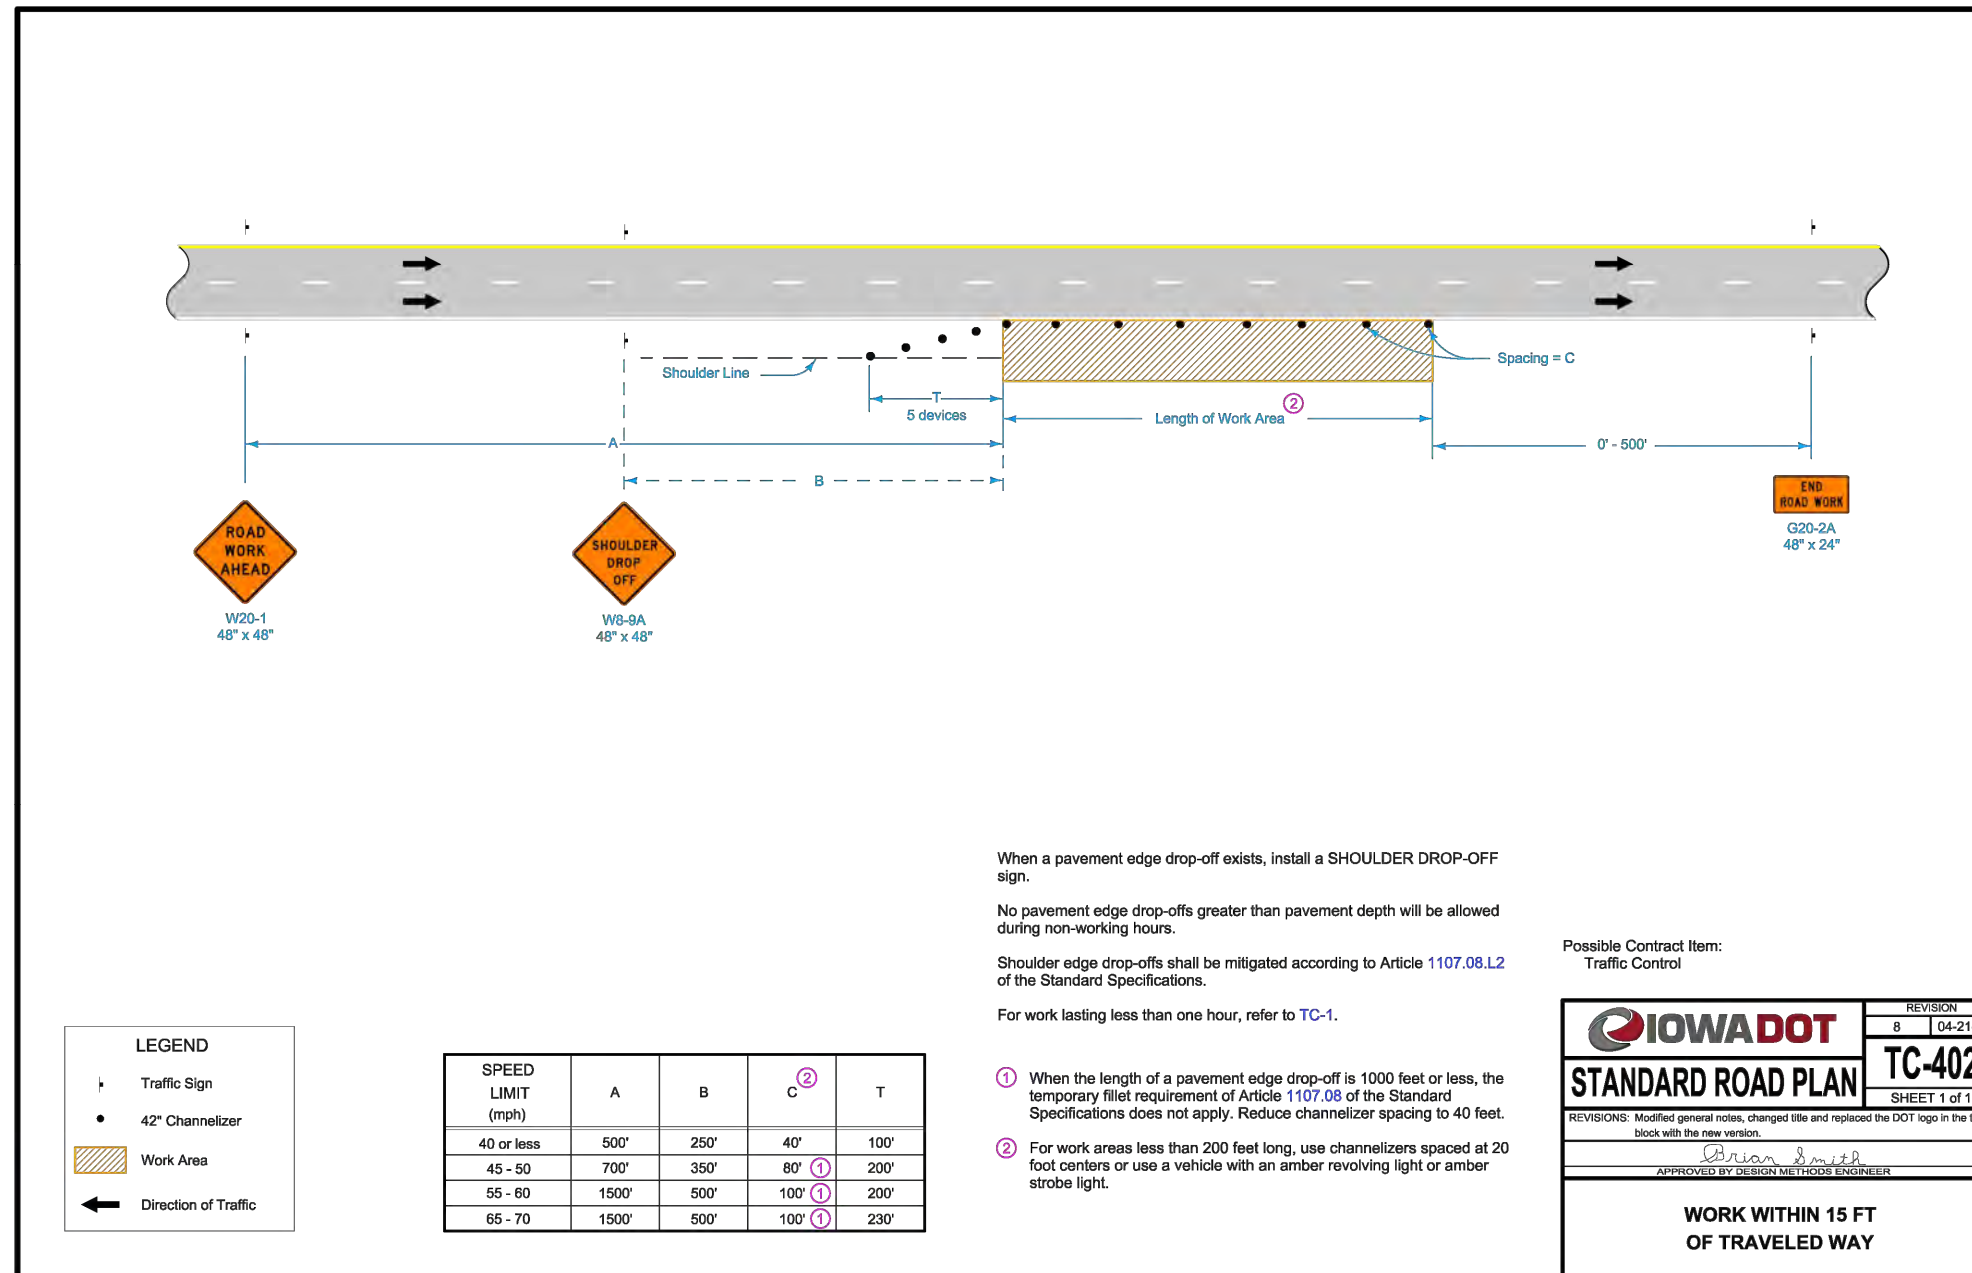 Shoulder Line
T
5 devices
Length of Work Area ②
Spacing = C
A
0' - 500'
B
ROAD
WORK
AHEAD
W20-1
48" x 48"
SHOULDER
DROP
OFF
W8-9A
48" x 48"
END
ROAD WORK
G20-2A
48" x 24"
When a pavement edge drop-off exists, install a SHOULDER DROP-OFF
sign.
No pavement edge drop-offs greater than pavement depth will be allowed
during non-working hours.
Shoulder edge drop-offs shall be mitigated according to Article 1107.08.L2
of the Standard Specifications.
For work lasting less than one hour, refer to TC-1.
① When the length of a pavement edge drop-off is 1000 feet or less, the
temporary fillet requirement of Article 1107.08 of the Standard
Specifications does not apply. Reduce channelizer spacing to 40 feet.
② For work areas less than 200 feet long, use channelizers spaced at 20
foot centers or use a vehicle with an amber revolving light or amber
strobe light.
LEGEND
Traffic Sign
42" Channelizer
Work Area
Direction of Traffic
SPEED
LIMIT
(mph)
A B C ② T
40 or less 500' 250' 40' 100'
45 - 50 700' 350' 80' ① 200'
55 - 60 1500' 500' 100' ① 200'
65 - 70 1500' 500' 100' ① 230'
Possible Contract Item:
Traffic Control
IOWADOT
REVISION
8 04-21
TC-402
STANDARD ROAD PLAN
SHEET 1 of 1
REVISIONS: Modified general notes, changed title and replaced the DOT logo in the
block with the new version.
Brian Smith
APPROVED BY DESIGN METHODS ENGINEER
WORK WITHIN 15 FT
OF TRAVELED WAY